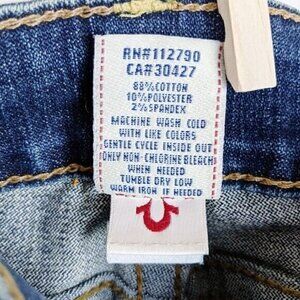 RN#112790
CA#30427
88%COTTON
10%POLYESTER
2%SPANDEX
MACHINE WASH COLD
WITH LIKE COLORS
GENTLE CYCLE INSIDE OUT
ONLY NON-CHLORINE BLEACH
WHEN NEEDED
TUMBLE DRY LOW
WARM IRON IF NEEDED